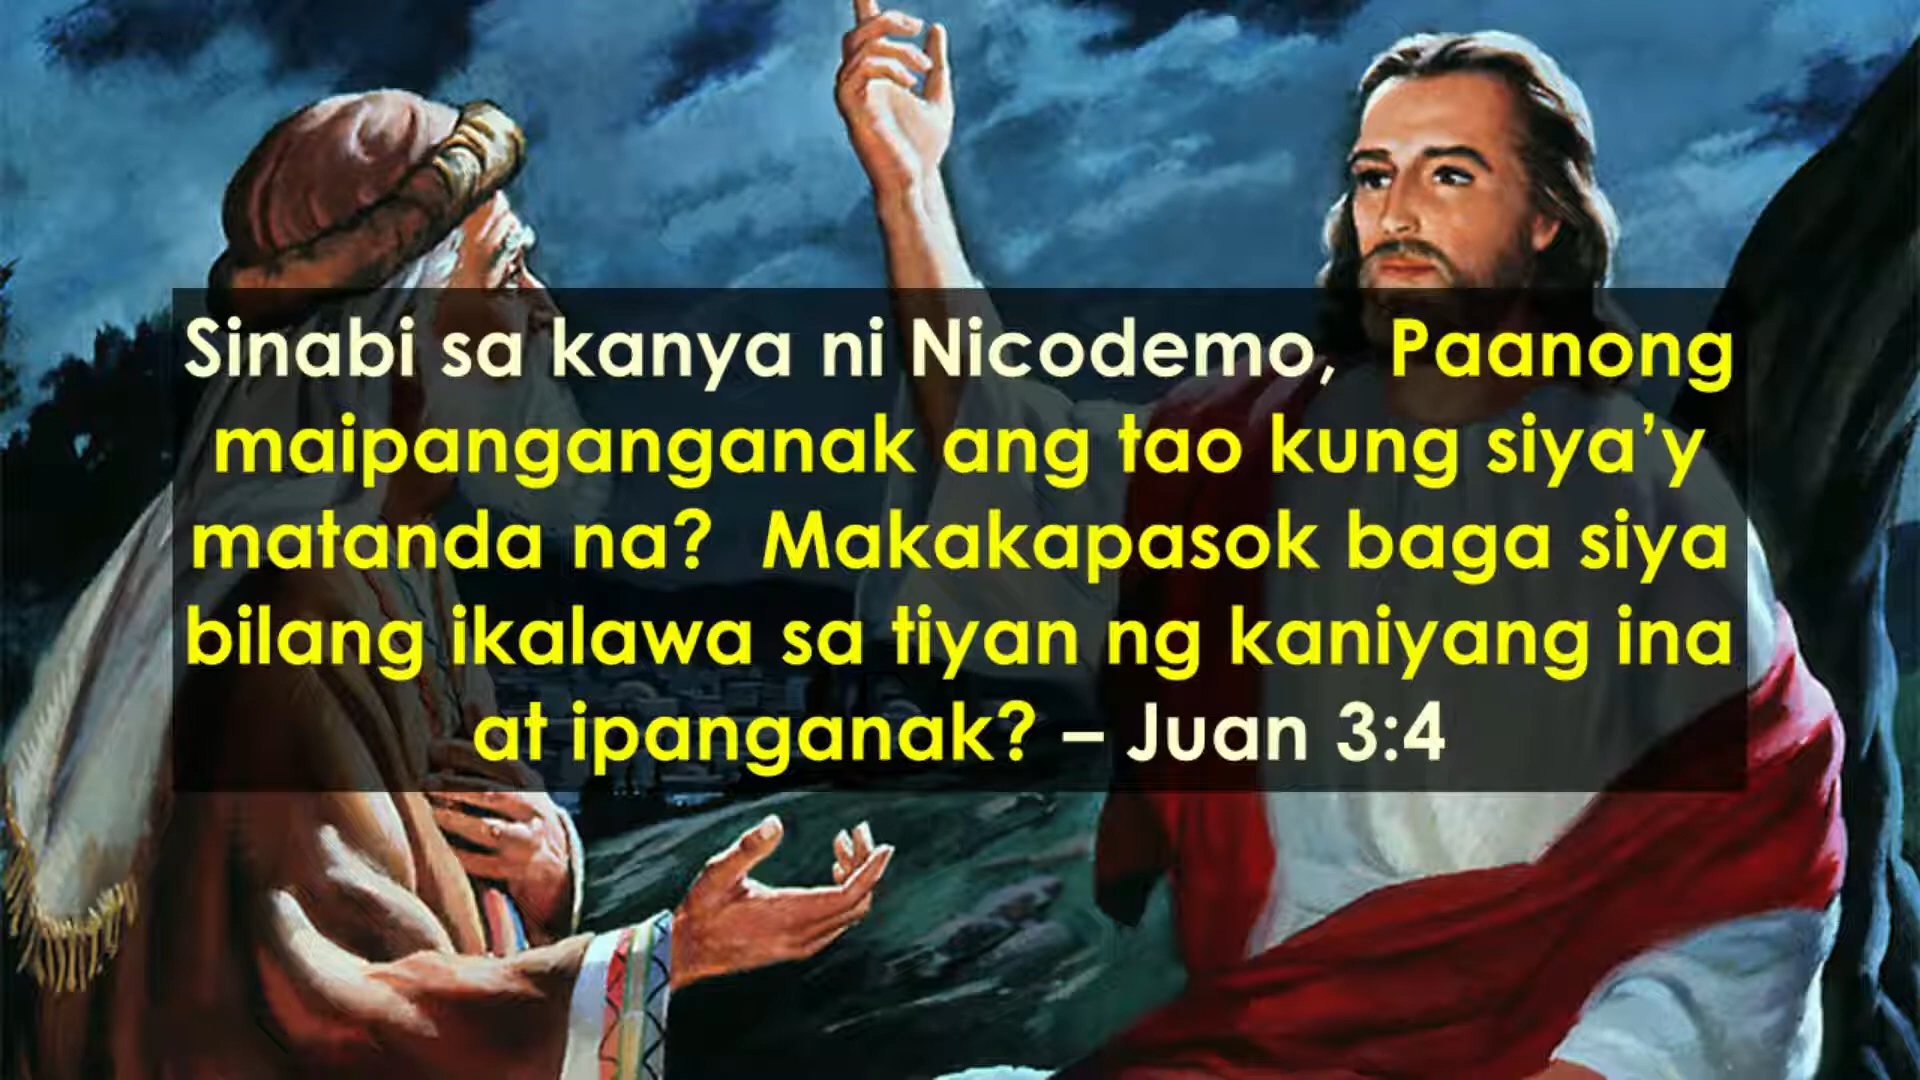 Sinabi sa kanya ni Nicodemo, Paanong
maipanganganak ang tao kung siya’y
matanda na? Makakapasok baga siya
bilang ikalawa sa tiyan ng kaniyang ina
at ipanganak? – Juan 3:4